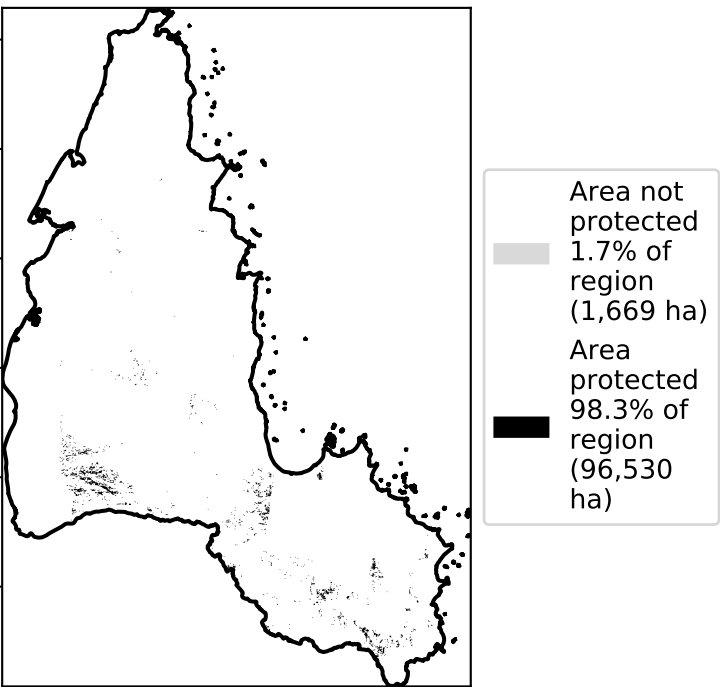 Area not
protected
1.7% of
region
(1,669 ha)
Area
protected
98.3% of
region
(96,530
ha)